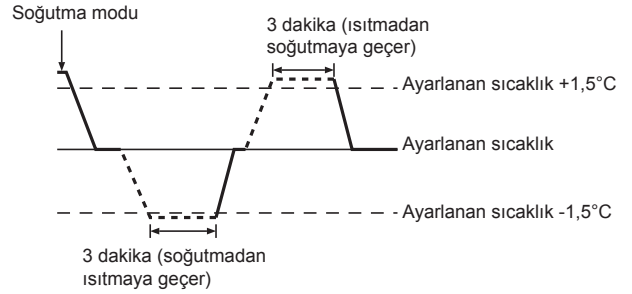 Soğutma modu
3 dakika (ısıtmadan
soğutmaya geçer)
Ayarlanan sıcaklık +1,5°C
Ayarlanan sıcaklık
Ayarlanan sıcaklık -1,5°C
3 dakika (soğutmadan
ısıtmaya geçer)